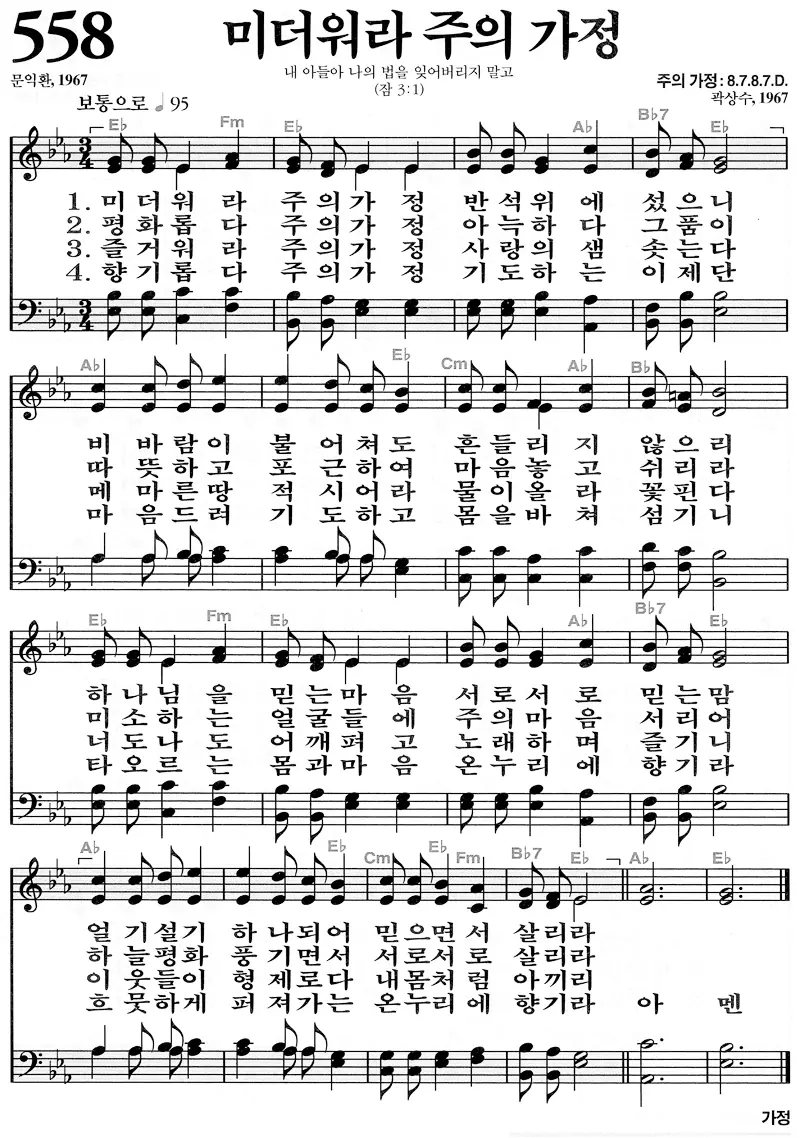 558 미더워라 주의 가정
내 아들아 나의 법을 잊어버리지 말고
(잠 3:1)
문익환, 1967
주의 가정 : 8.7.8.7.D.
곽상수, 1967
보통으로 ♩ 95
E♭ Fm E♭ A♭ B♭7 E♭
3/4
1. 미 더 워 라 주 의 가 정 반 석 위 에 섰 으 니
2. 평 화 롭 다 주 의 가 정 아 늑 하 다 그 품 이
3. 즐 거 워 라 주 의 가 정 사 랑 의 샘 솟 는 다
4. 향 기 롭 다 주 의 가 정 기 도 하 는 이 제 단
3/4
A♭ E♭ Cm A♭ B♭
비 바 람 이 불 어 쳐 도 흔 들 리 지 않 으 리
따 뜻 하 고 포 근 하 여 마 음 놓 고 쉬 리 라
메 마 른 땅 적 시 어 라 물 이 올 라 꽃 핀 다
마 음 드 려 기 도 하 고 몸 을 바 쳐 섬 기 니
E♭ Fm E♭ A♭ B♭7 E♭
하 나 님 을 믿 는 마 음 서 로 서 로 믿 는 맘
미 소 하 는 얼 굴 들 에 주 의 마 음 서 리 어
너 도 나 도 어 깨 펴 고 노 래 하 며 즐 기 니
타 오 르 는 몸 과 마 음 온 누 리 에 향 기 라
A♭ E♭ Cm E♭ Fm B♭7 E♭ A♭ E♭
얼 기 설 기 하 나 되 어 믿 으 면 서 살 리 라
하 늘 평 화 풍 기 면 서 서 로 서 로 살 리 라
이 웃 들 이 형 제 로 다 내 몸 처 럼 아 끼 리
흐 뭇 하 게 퍼 져 가 는 온 누 리 에 향 기 라 아 멘
가정